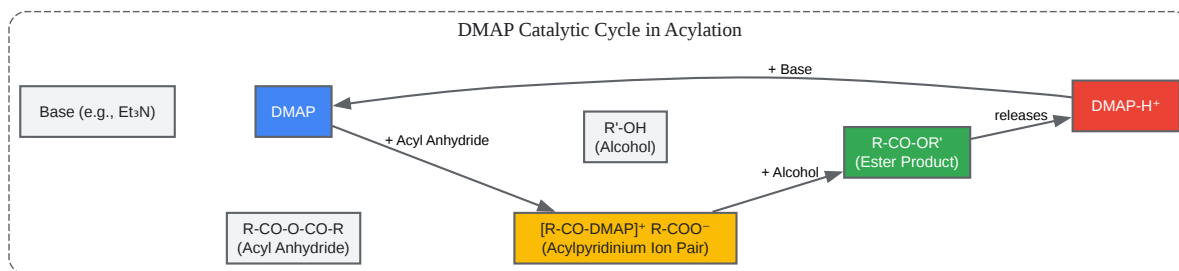 DMAP Catalytic Cycle in Acylation
+ Base
Base (e.g., Et₃N)
DMAP
DMAP-H⁺
R'-OH
(Alcohol)
releases
+ Acyl Anhydride
R-CO-OR'
(Ester Product)
+ Alcohol
R-CO-O-CO-R
(Acyl Anhydride)
[R-CO-DMAP]⁺ R-COO⁻
(Acylpyridinium Ion Pair)